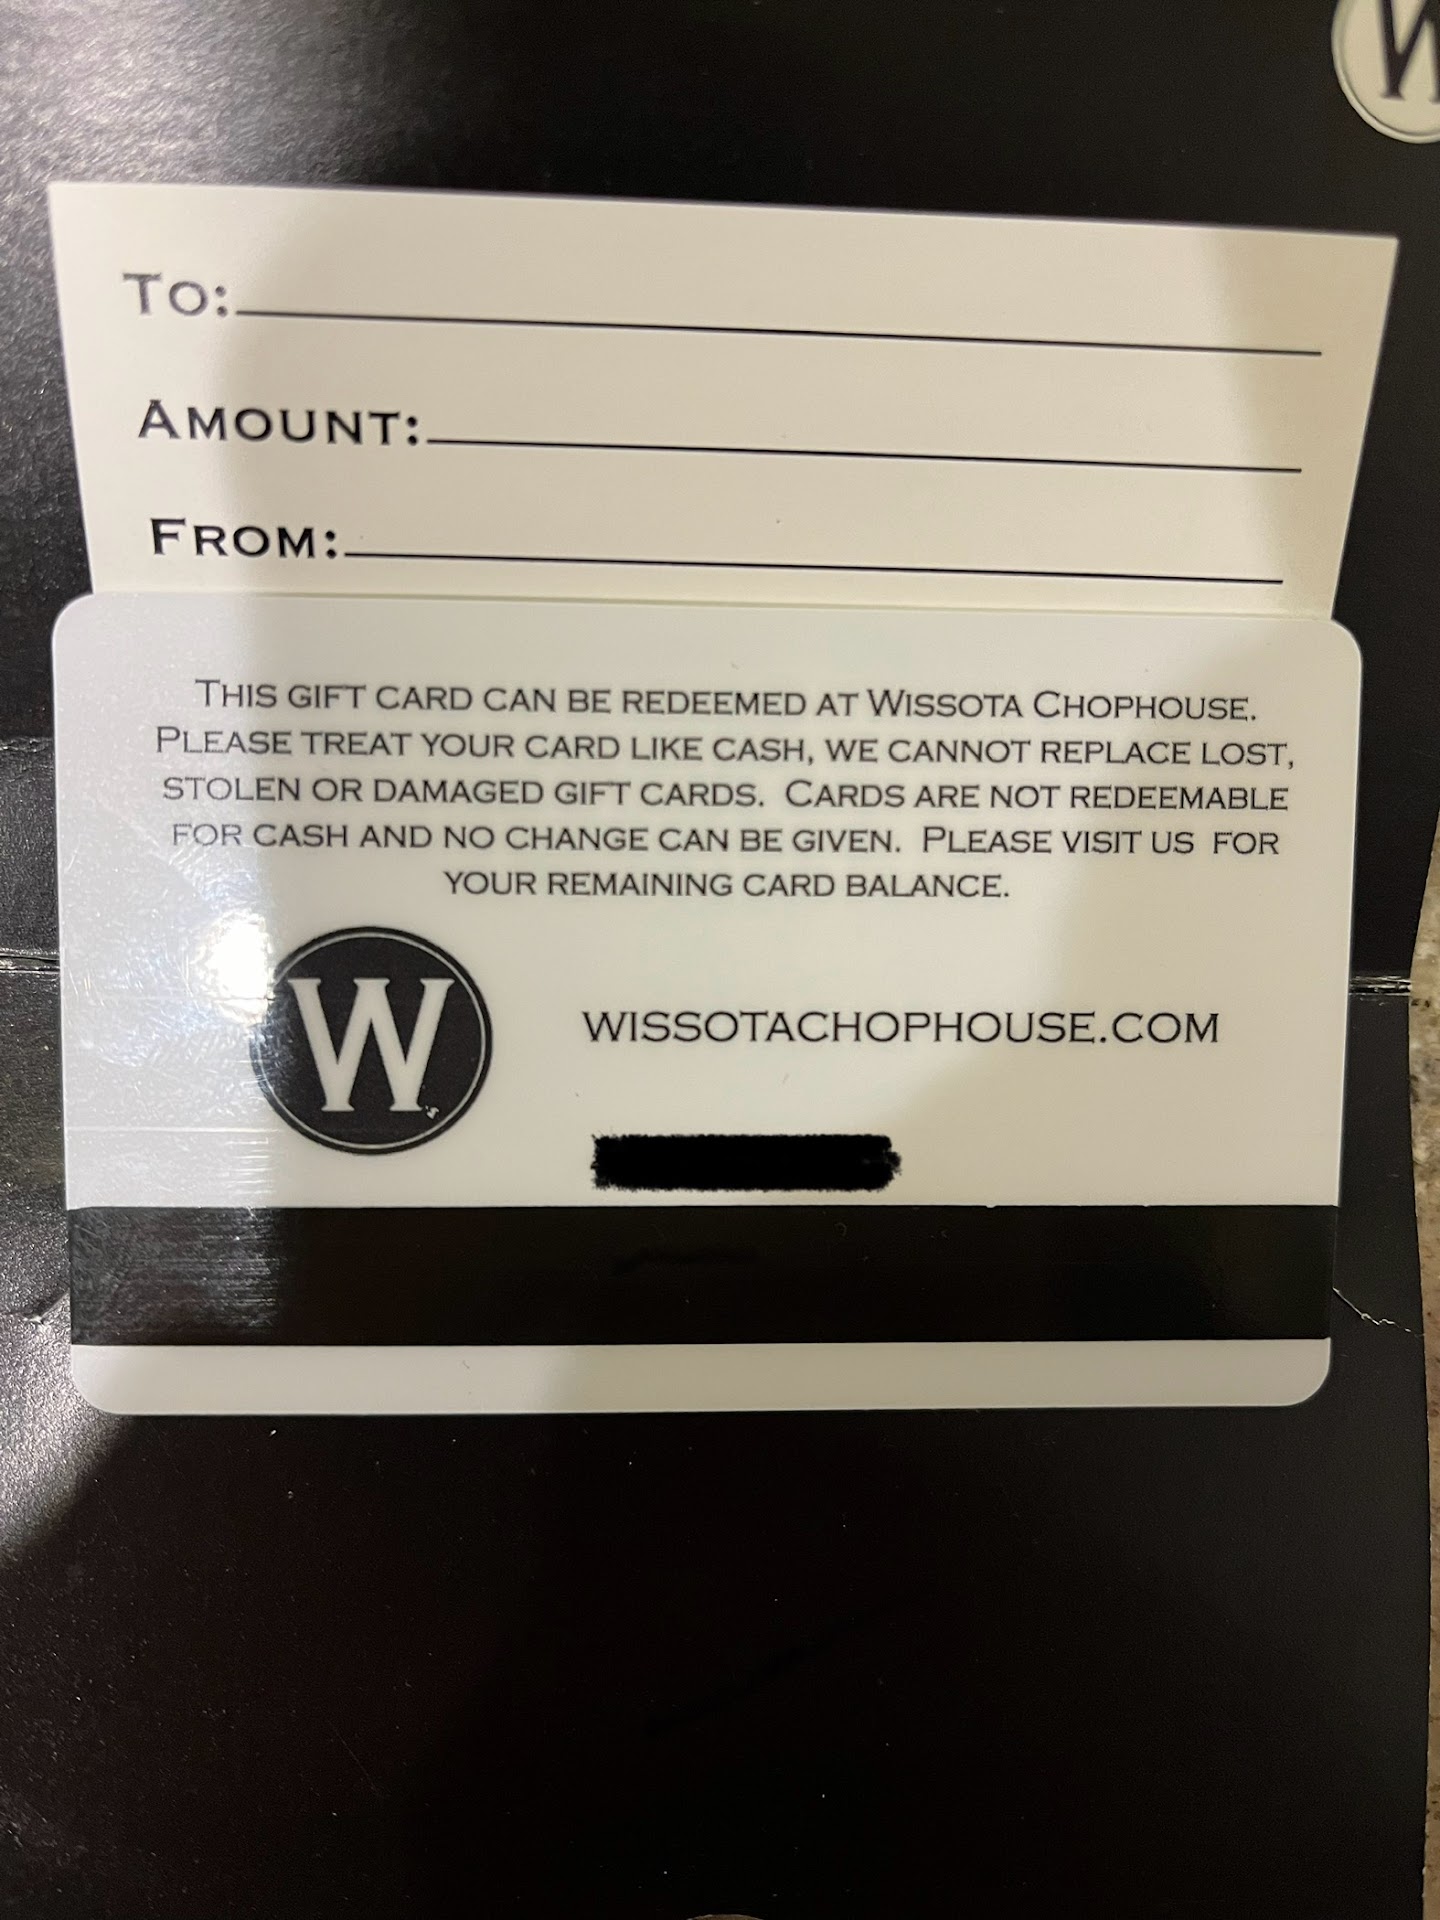 W
To:
Amount:
From:
This gift card can be redeemed at Wissota Chophouse.
Please treat your card like cash, we cannot replace lost,
stolen or damaged gift cards.  Cards are not redeemable
for cash and no change can be given.  Please visit us  for
your remaining card balance.
W's
WISSOTACHOPHOUSE.COM